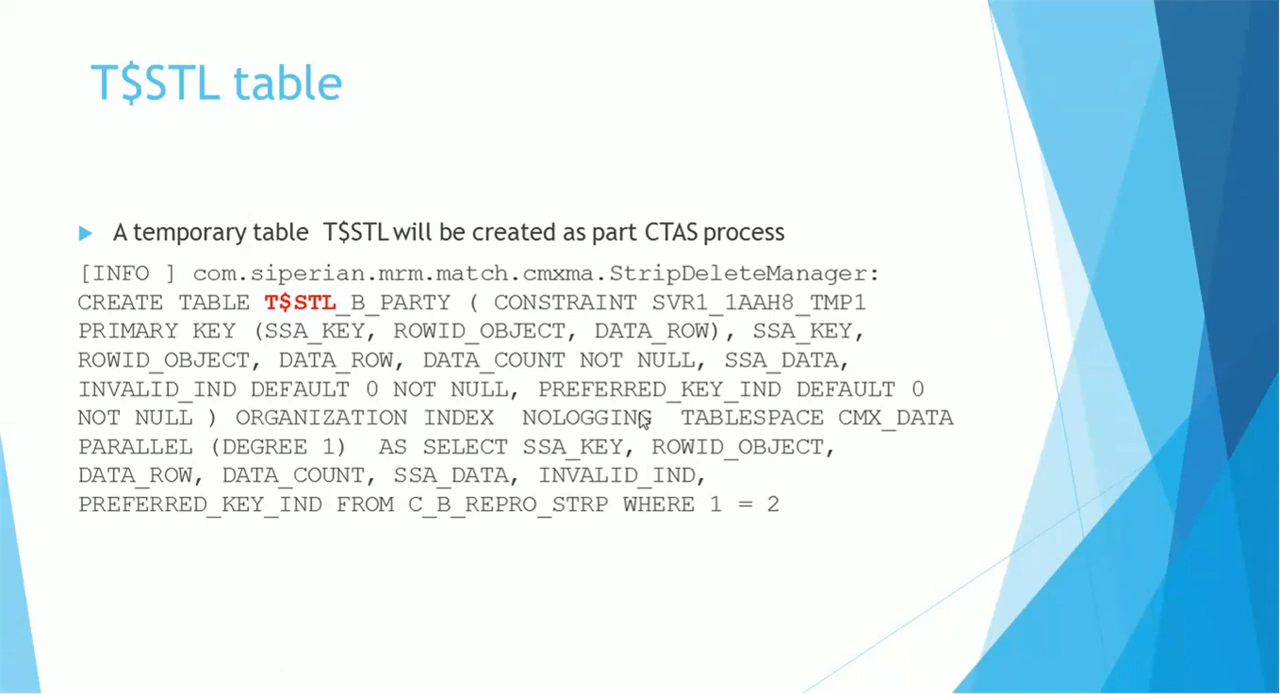 T$STL table
A temporary table T$STL will be created as part CTAS process
[INFO ] com.siperian.mrm.match.cmxma.StripDeleteManager:
CREATE TABLE T$STL_B_PARTY ( CONSTRAINT SVR1_1AAH8_TMP1
PRIMARY KEY (SSA_KEY, ROWID_OBJECT, DATA_ROW), SSA_KEY,
ROWID_OBJECT, DATA_ROW, DATA_COUNT NOT NULL, SSA_DATA,
INVALID_IND DEFAULT 0 NOT NULL, PREFERRED_KEY_IND DEFAULT 0
NOT NULL ) ORGANIZATION INDEX NOLOGGING TABLESPACE CMX_DATA
PARALLEL (DEGREE 1) AS SELECT SSA_KEY, ROWID_OBJECT,
DATA_ROW, DATA_COUNT, SSA_DATA, INVALID_IND,
PREFERRED_KEY_IND FROM C_B_REPRO_STRP WHERE 1 = 2